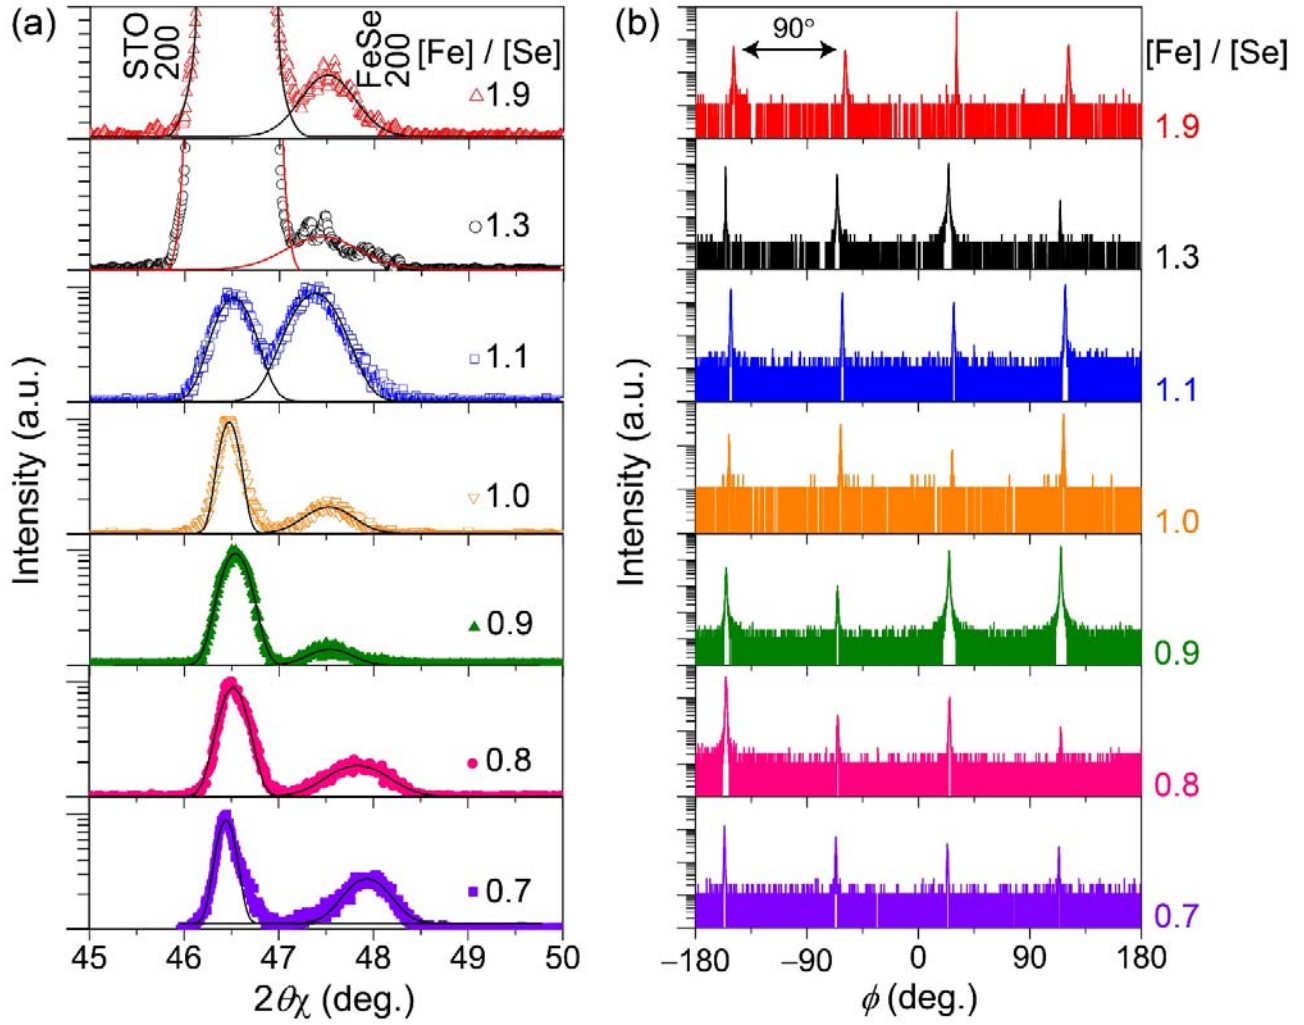 (a)
STO
200
FeSe
200
[Fe] / [Se]
1.9
1.3
1.1
1.0
0.9
0.8
0.7
Intensity (a.u.)
45 46 47 48 49 50
2θχ (deg.)
(b)
90°
[Fe] / [Se]
1.9
1.3
1.1
1.0
0.9
0.8
0.7
Intensity (a.u.)
−180 −90 0 90 180
ϕ (deg.)